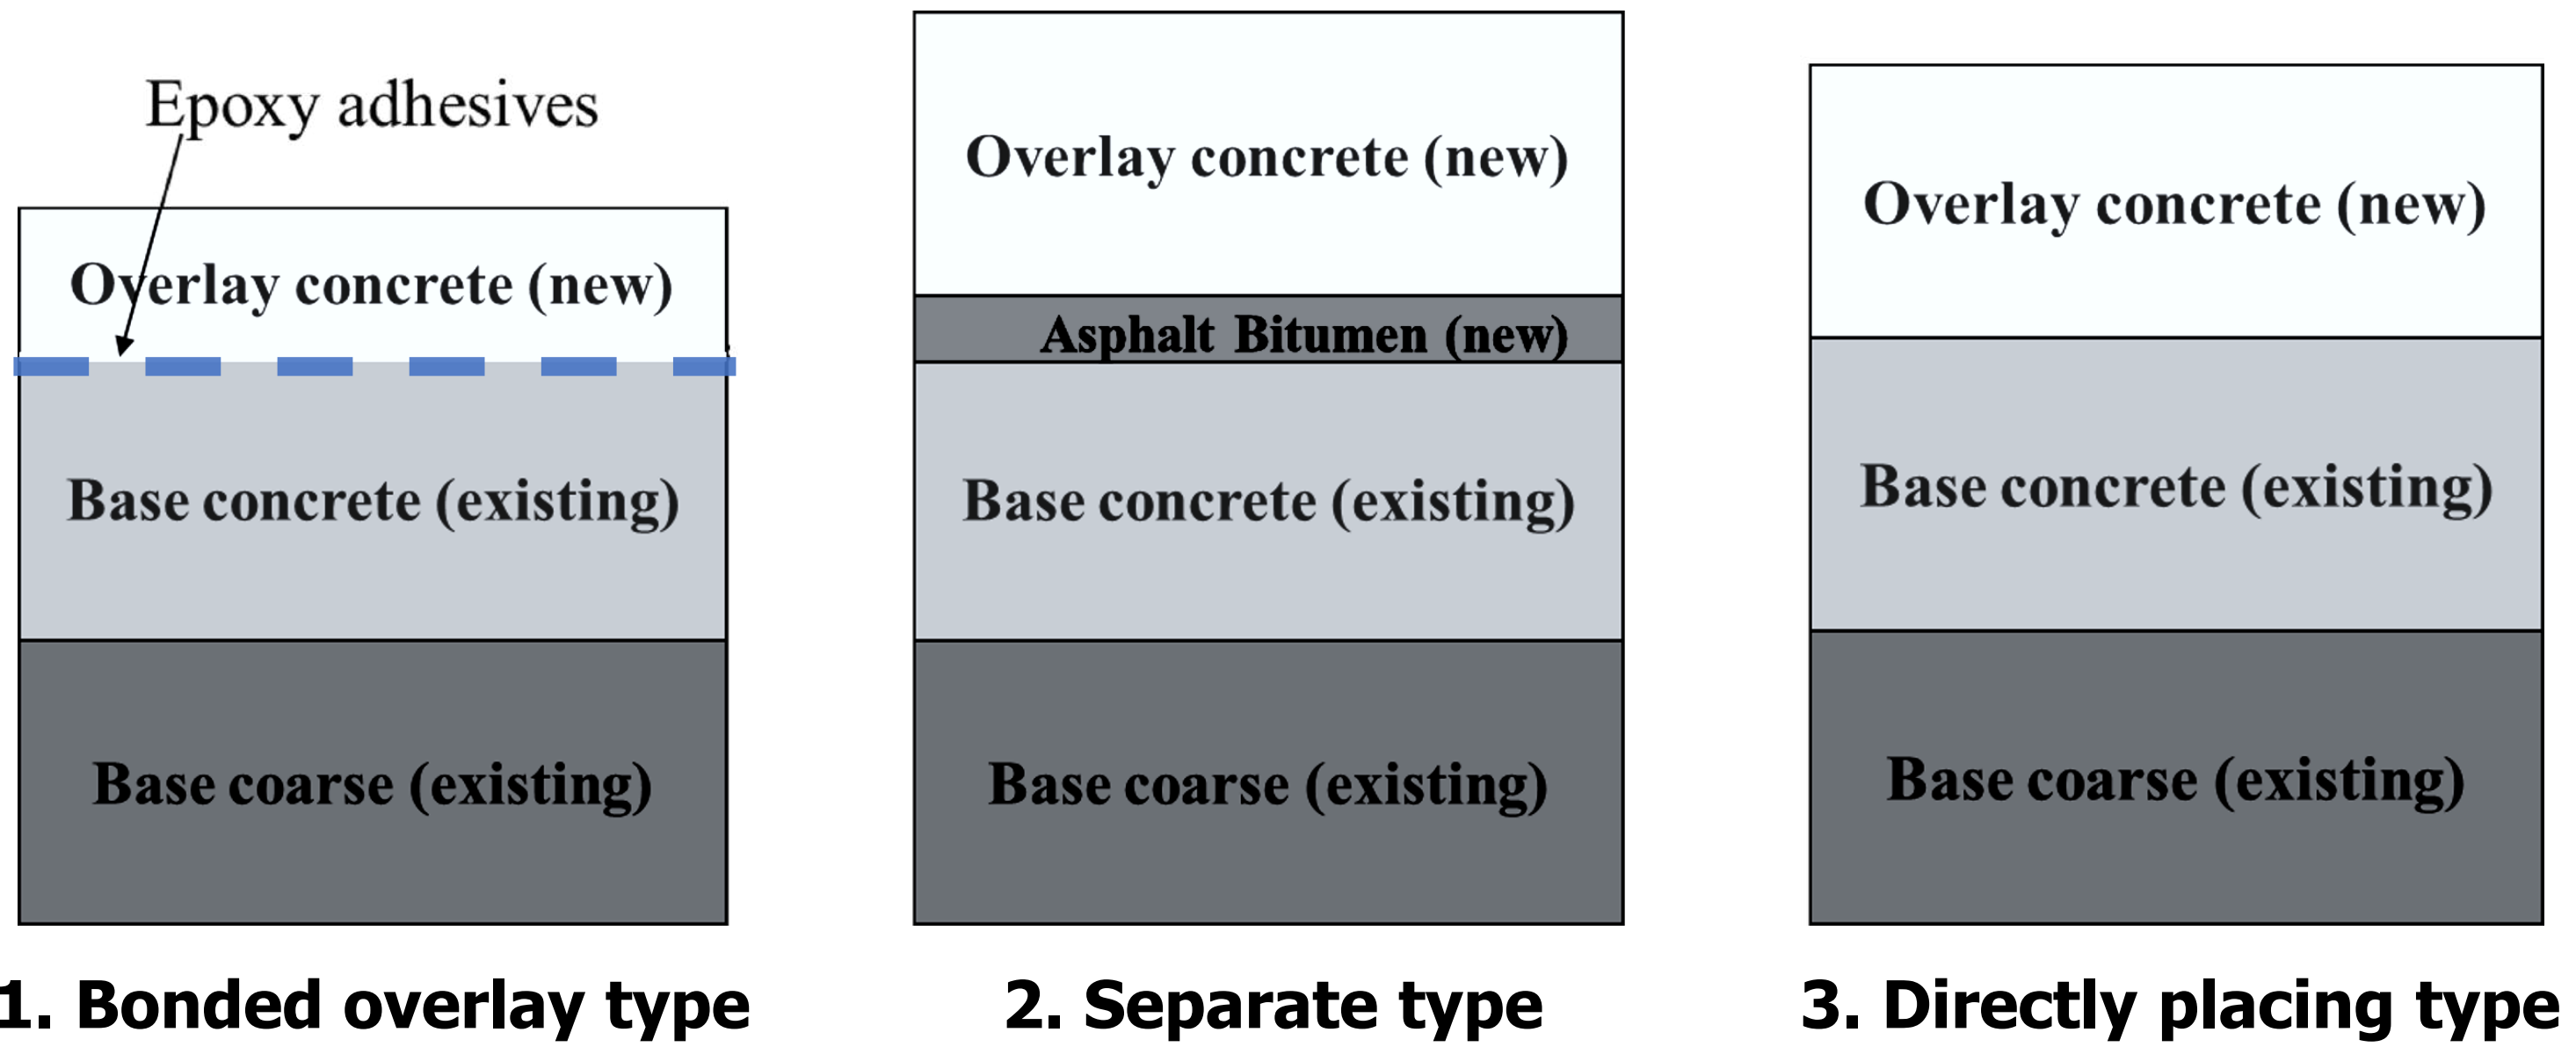 Epoxy adhesives
Overlay concrete (new)
Base concrete (existing)
Base coarse (existing)
1. Bonded overlay type
Overlay concrete (new)
Asphalt Bitumen (new)
Base concrete (existing)
Base coarse (existing)
2. Separate type
Overlay concrete (new)
Base concrete (existing)
Base coarse (existing)
3. Directly placing type